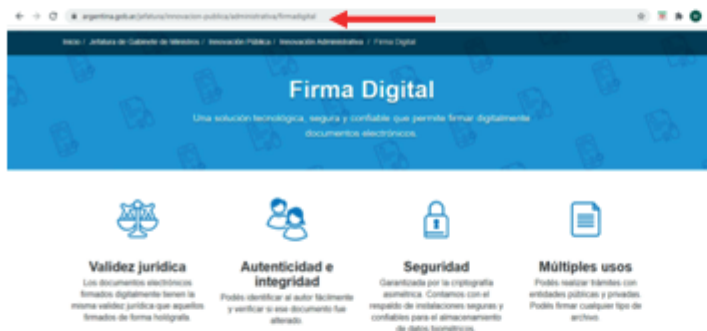 argentina.gob.ar/jefatura/innovacion-publica/administrativa/firmadigital
Inicio / Jefatura de Gabinete de Ministros / Innovación Pública / Innovación Administrativa / Firma Digital
Firma Digital
Una solución tecnológica, segura y confiable que permite firmar digitalmente
documentos electrónicos.
Validez jurídica
Los documentos electrónicos
firmados digitalmente tienen la
misma validez jurídica que aquellos
firmados de forma hológrafa.
Autenticidad e
integridad
Podés identificar al autor fácilmente
y verificar si ese documento fue
alterado.
Seguridad
Garantizada por la criptografía
asimétrica. Contamos con el
respaldo de instalaciones seguras y
confiables para el almacenamiento
de datos biométricos.
Múltiples usos
Podés realizar trámites con
entidades públicas y privadas.
Podés firmar cualquier tipo de
archivo.